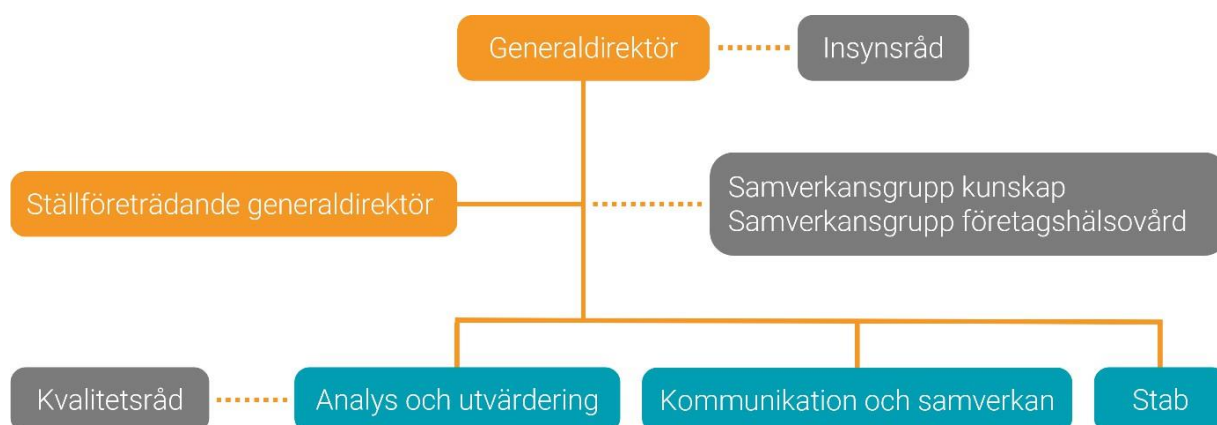 Generaldirektör
Insynsråd
Ställföreträdande generaldirektör
Samverkansgrupp kunskap
Samverkansgrupp företagshälsovård
Kvalitetsråd
Analys och utvärdering
Kommunikation och samverkan
Stab